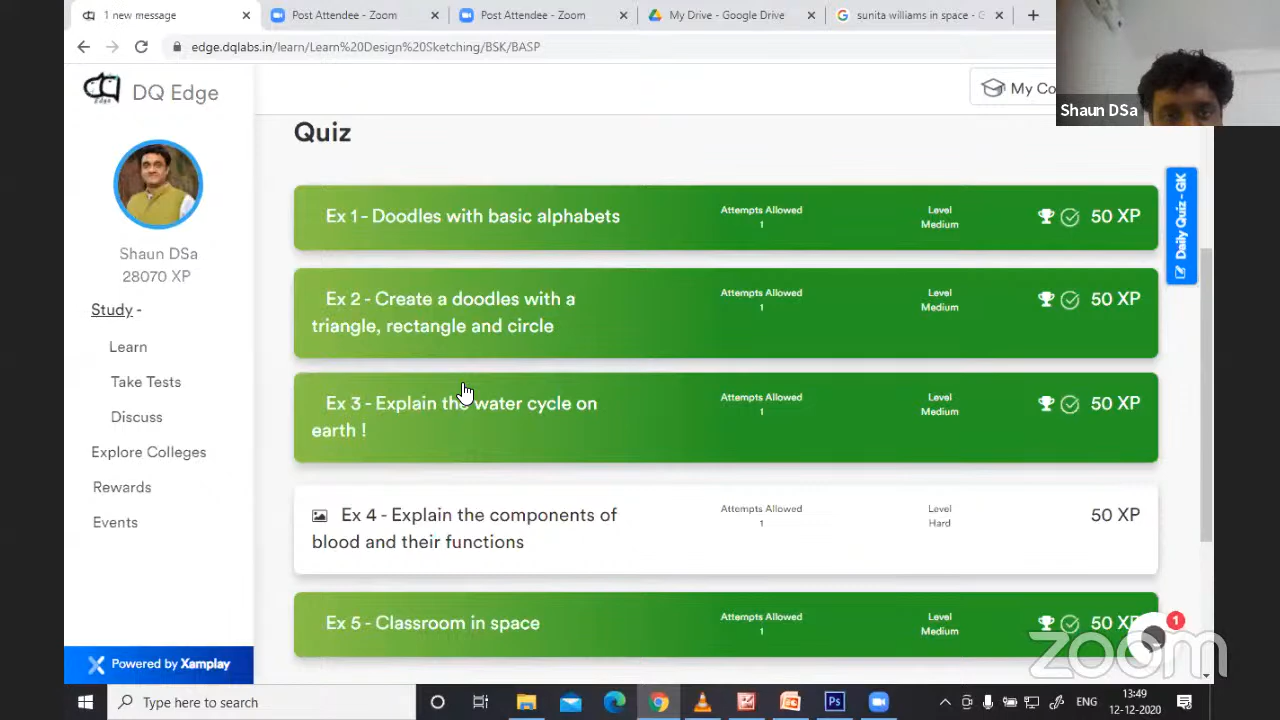 1 new message
Post Attendee - Zoom
Post Attendee - Zoom
My Drive - Google Drive
sunita williams in space - G
edge.dqlabs.in/learn/Learn%20Design%20Sketching/BSK/BASP
DQ Edge
My Co
Shaun DSa
Quiz
Shaun DSa
28070 XP
Study -
Learn
Take Tests
Discuss
Explore Colleges
Rewards
Events
Powered by Xamplay
Ex 1 - Doodles with basic alphabets
Attempts Allowed
1
Level
Medium
50 XP
Ex 2 - Create a doodles with a
triangle, rectangle and circle
Attempts Allowed
1
Level
Medium
50 XP
Ex 3 - Explain the water cycle on
earth !
Attempts Allowed
1
Level
Medium
50 XP
Ex 4 - Explain the components of
blood and their functions
Attempts Allowed
1
Level
Hard
50 XP
Ex 5 - Classroom in space
Attempts Allowed
1
Level
Medium
50 XP
Daily Quiz - GK
1
zoom
Type here to search
Ps
ENG
13:49
12-12-2020